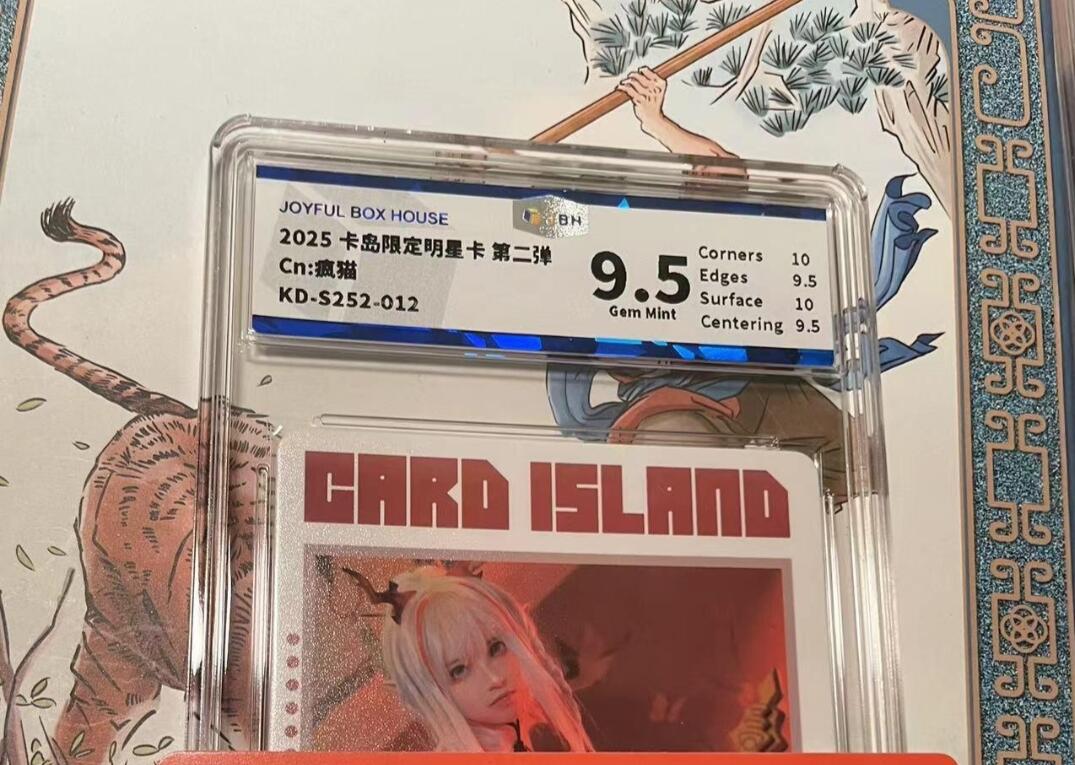 JOYFUL BOX HOUSE
BH
2025 卡岛限定明星卡 第二弹
Cn:疯猫
KD-S252-012
9.5
Gem Mint
Corners 10
Edges 9.5
Surface 10
Centering 9.5
CARD ISLAND